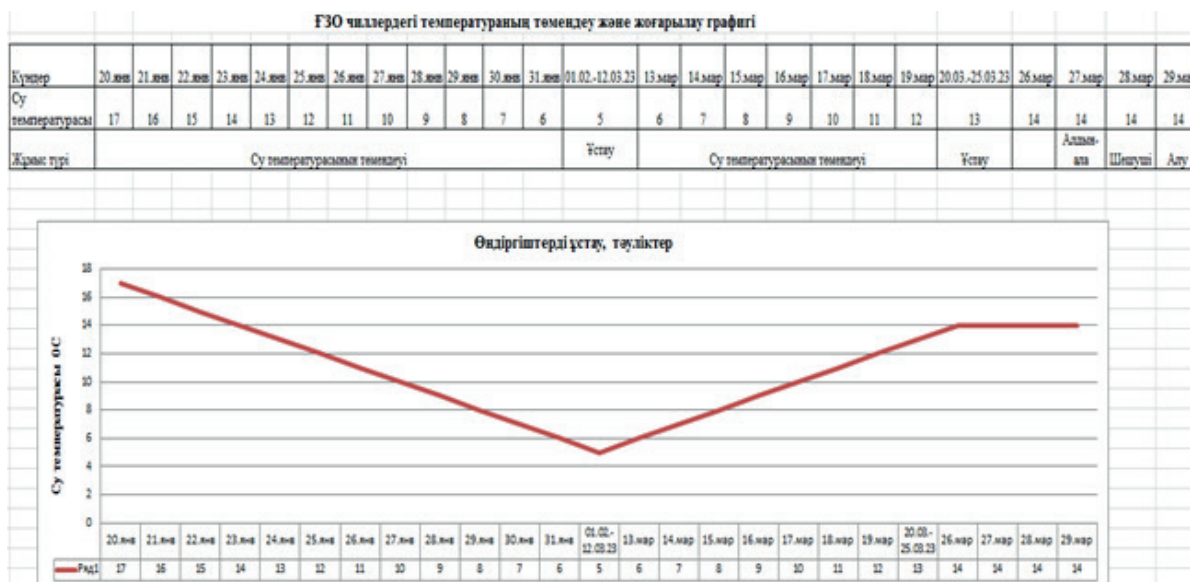 ҒЗО чиллердегі температураның төмендеу және жоғарылау графигі
Күндер 20.янв 21.янв 22.янв 23.янв 24.янв 25.янв 26.янв 27.янв 28.янв 29.янв 30.янв 31.янв 01.02.-12.03.23 13.мар 14.мар 15.мар 16.мар 17.мар 18.мар 19.мар 20.03.-25.03.23 26.мар 27.мар 28.мар 29.ма
Су
температурасы 17 16 15 14 13 12 11 10 9 8 7 6 5 6 7 8 9 10 11 12 13 14 14 14 14
Жұмыс түрі Су температурасының төмендеуі Ұстау Су температурасының төмендеуі Ұстау Алдын-ала Шешуші Алу
Өндіргіштерді ұстау, тәуліктер
Су температурасы 0С
18
16
14
12
10
8
6
4
2
0
20.янв 21.янв 22.янв 23.янв 24.янв 25.янв 26.янв 27.янв 28.янв 29.янв 30.янв 31.янв 01.02.-12.03.23 13.мар 14.мар 15.мар 16.мар 17.мар 18.мар 19.мар 20.03.-25.03.23 26.мар 27.мар 28.мар 29.мар
Ряд1 17 16 15 14 13 12 11 10 9 8 7 6 5 6 7 8 9 10 11 12 13 14 14 14 14